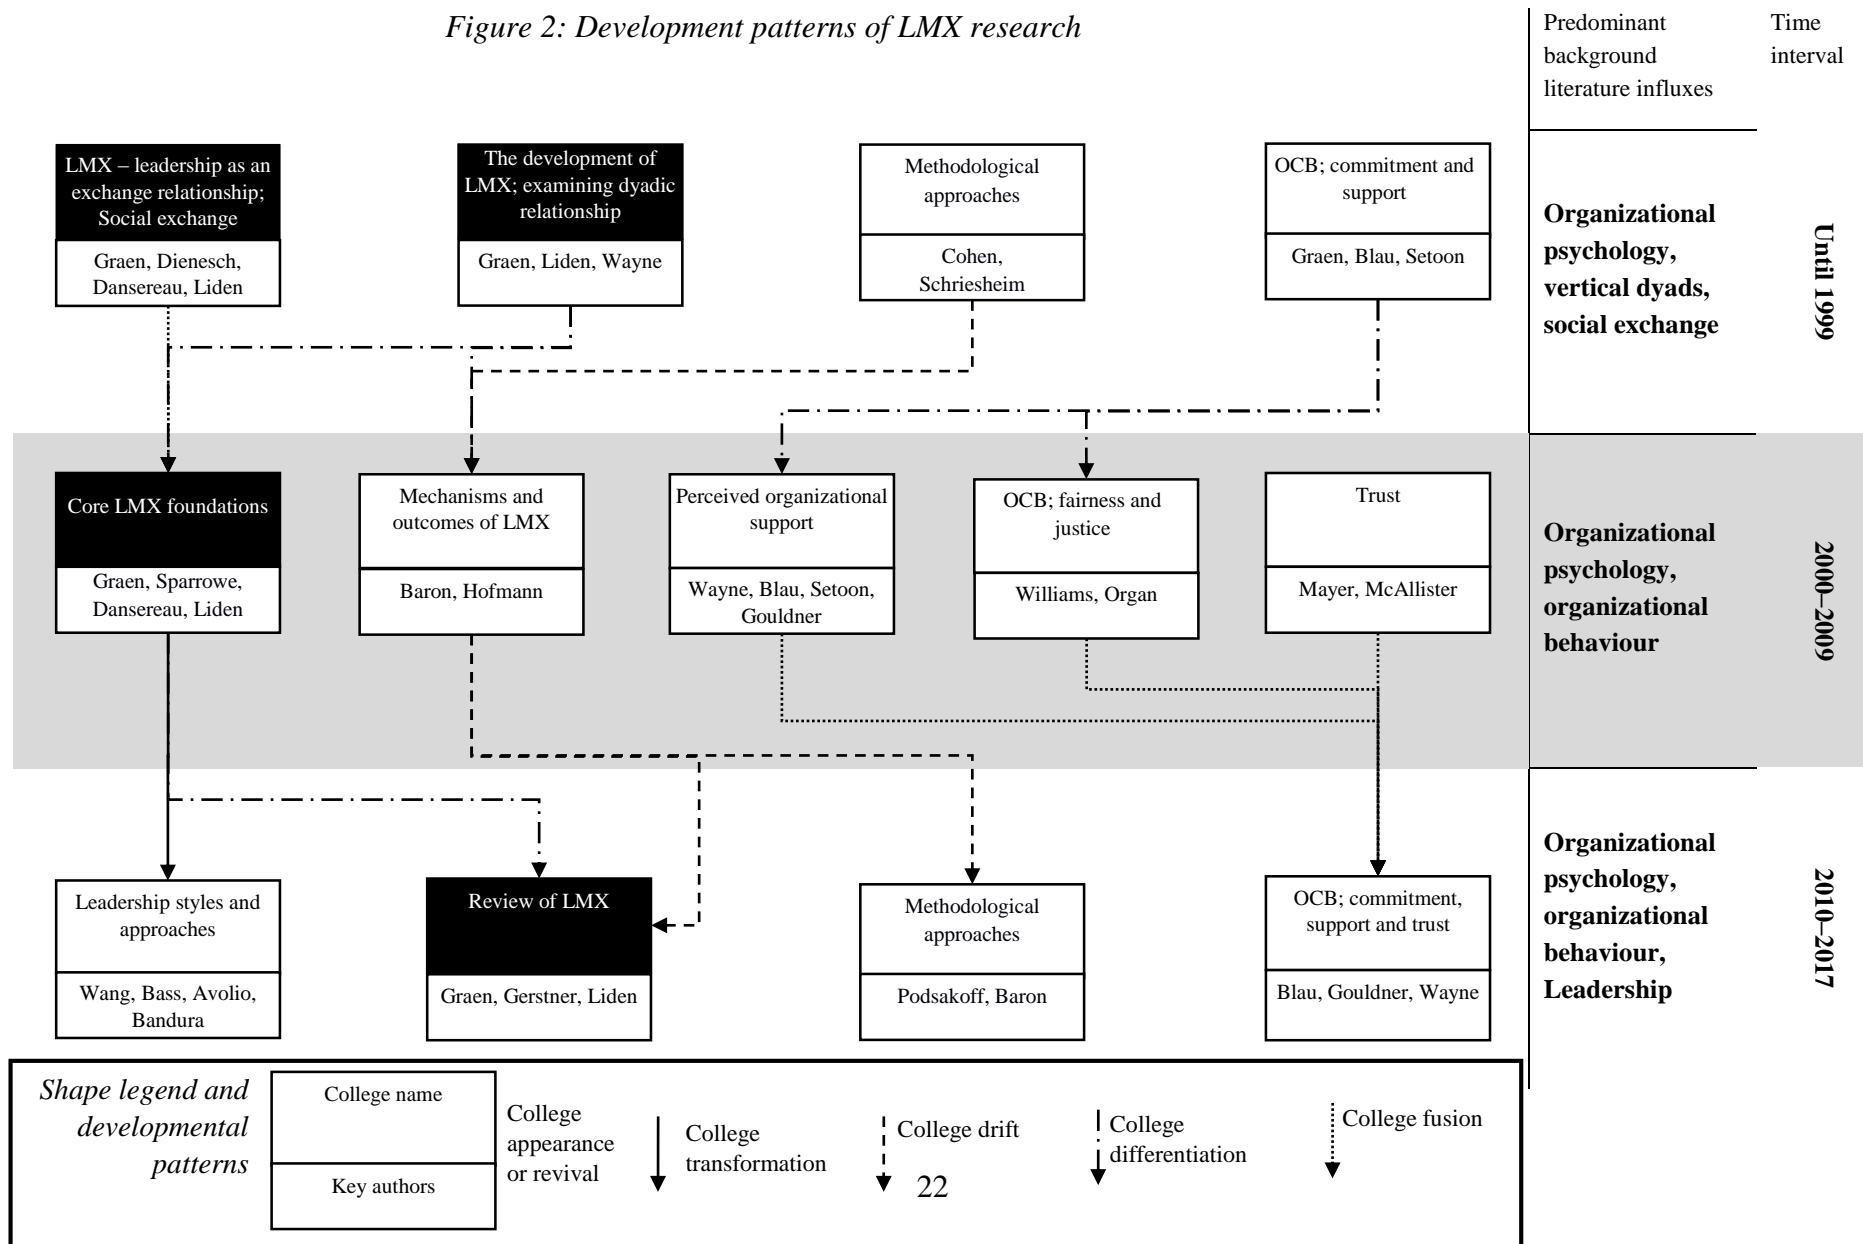 Figure 2: Development patterns of LMX research
Predominant
background
literature influxes
Time
interval
LMX – leadership as an
exchange relationship;
Social exchange
Graen, Dienesch,
Dansereau, Liden
The development of
LMX; examining dyadic
relationship
Graen, Liden, Wayne
Methodological
approaches
Cohen,
Schriesheim
OCB; commitment and
support
Graen, Blau, Setoon
Organizational
psychology,
vertical dyads,
social exchange
Until 1999
Core LMX foundations
Graen, Sparrowe,
Dansereau, Liden
Mechanisms and
outcomes of LMX
Baron, Hofmann
Perceived organizational
support
Wayne, Blau, Setoon,
Gouldner
OCB; fairness and
justice
Williams, Organ
Trust
Mayer, McAllister
Organizational
psychology,
organizational
behaviour
2000–2009
Leadership styles and
approaches
Wang, Bass, Avolio,
Bandura
Review of LMX
Graen, Gerstner, Liden
Methodological
approaches
Podsakoff, Baron
OCB; commitment,
support and trust
Blau, Gouldner, Wayne
Organizational
psychology,
organizational
behaviour,
Leadership
2010–2017
Shape legend and
developmental
patterns
College name
Key authors
College
appearance
or revival
College
transformation
College drift
College
differentiation
College fusion
22